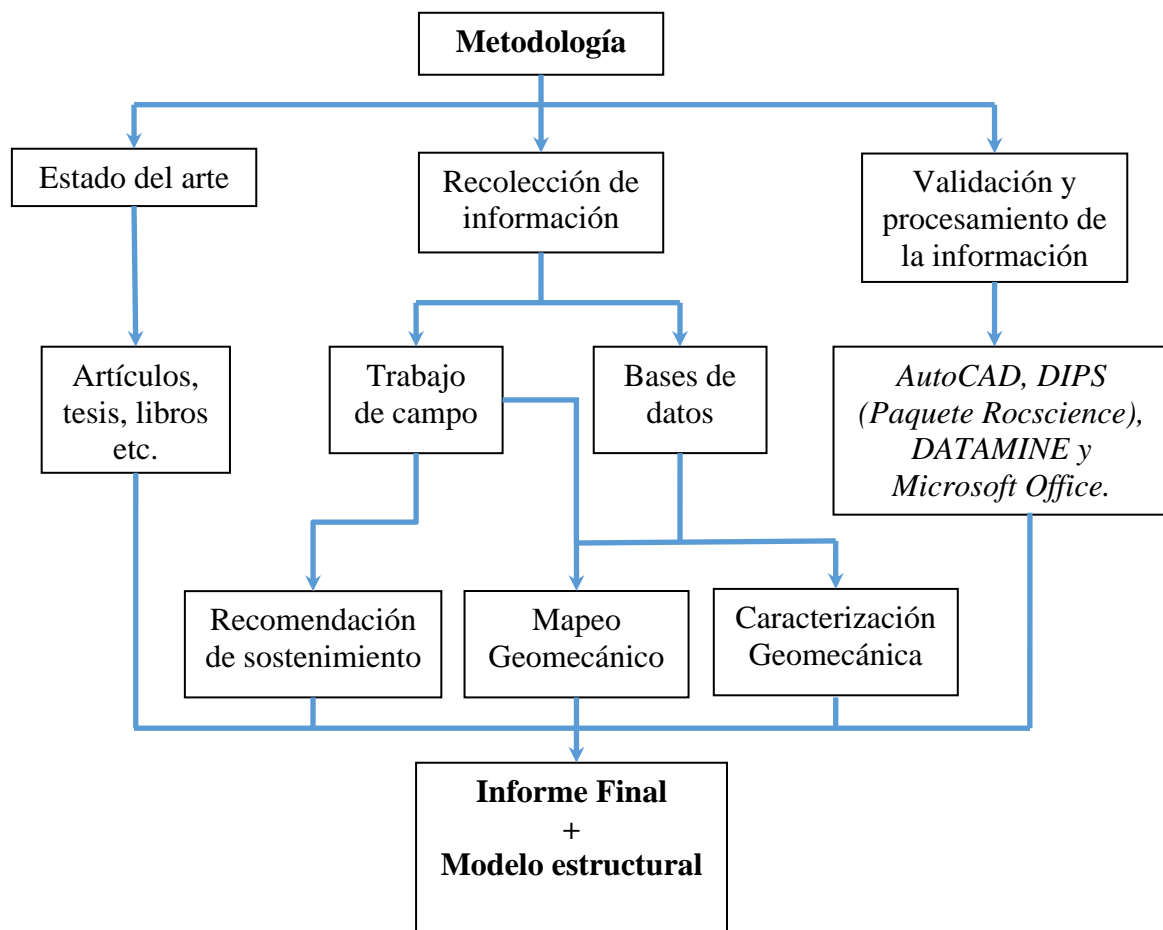 Metodología
Estado del arte
Recolección de
información
Validación y
procesamiento de
la información
Artículos,
tesis, libros
etc.
Trabajo
de campo
Bases de
datos
AutoCAD, DIPS
(Paquete Rocscience),
DATAMINE y
Microsoft Office.
Recomendación
de sostenimiento
Mapeo
Geomecánico
Caracterización
Geomecánica
Informe Final
+
Modelo estructural